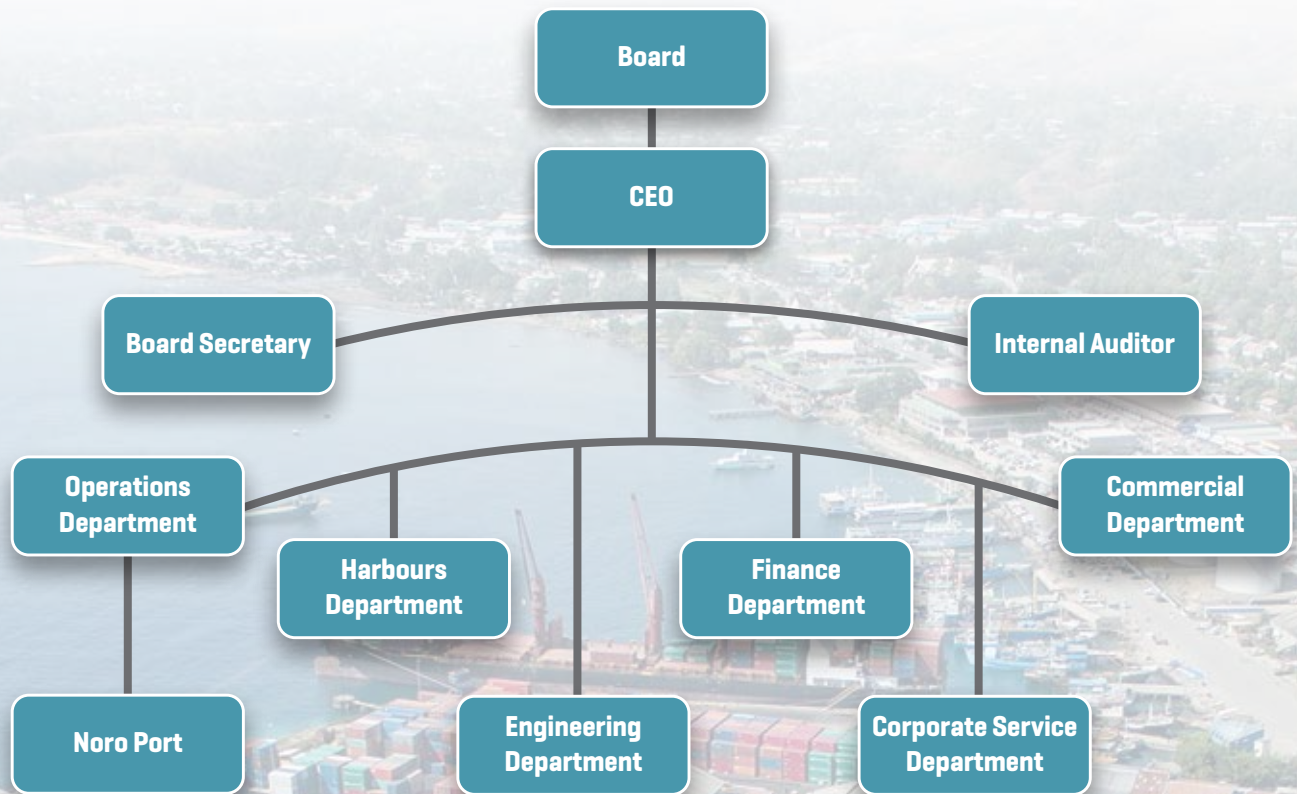 Board
CEO
Board Secretary
Internal Auditor
Operations
Department
Commercial
Department
Harbours
Department
Finance
Department
Noro Port
Engineering
Department
Corporate Service
Department